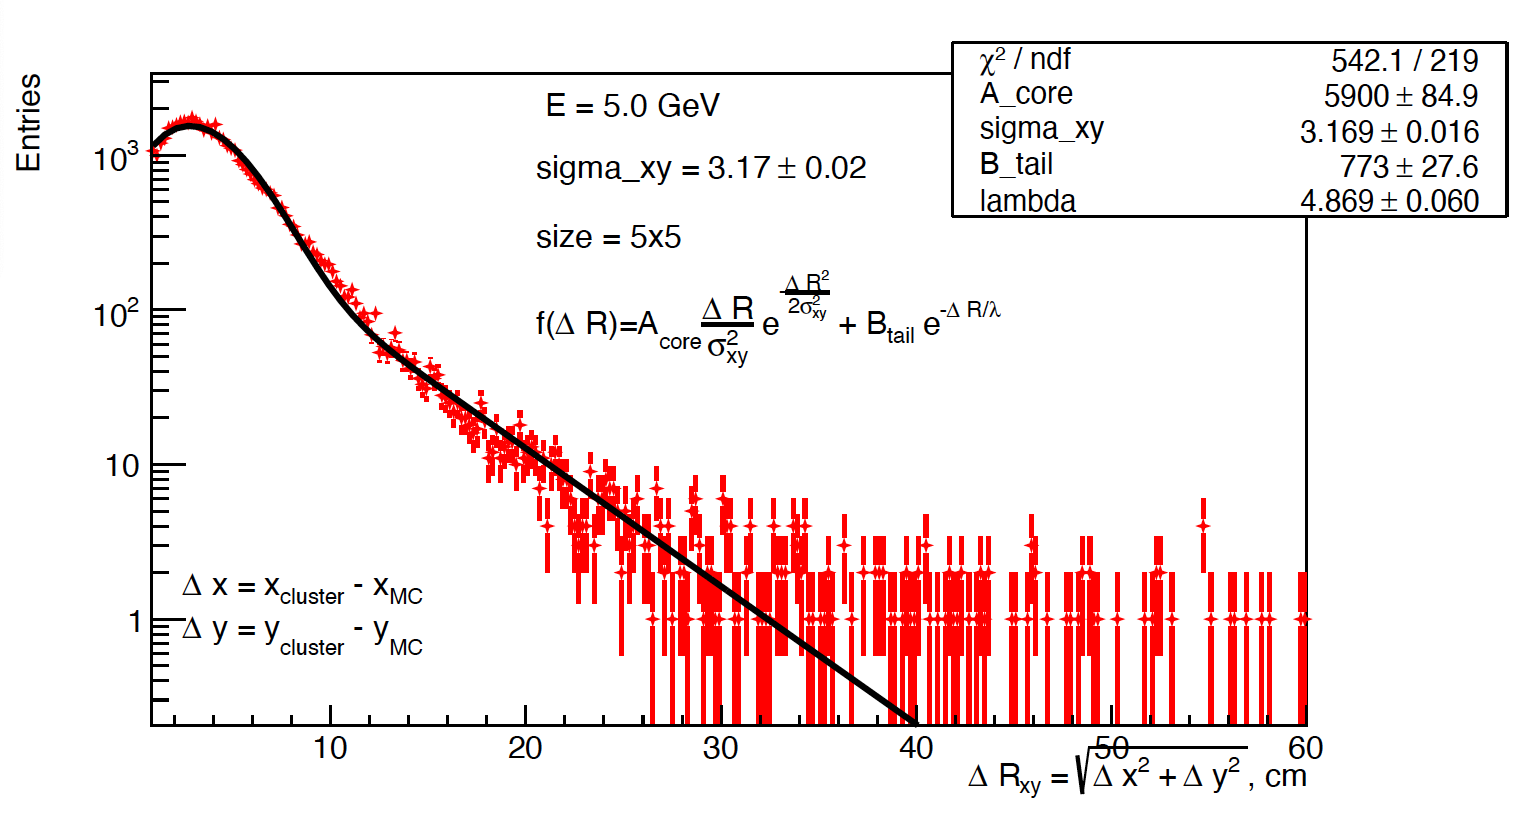 Entries
χ² / ndf 542.1 / 219
A_core 5900 ± 84.9
sigma_xy 3.169 ± 0.016
B_tail 773 ± 27.6
lambda 4.869 ± 0.060
E = 5.0 GeV
sigma_xy = 3.17 ± 0.02
size = 5x5
f(Δ R)=A_core Δ R/σ²_xy e^-Δ R²/2σ²_xy + B_tail e^-Δ R/λ
10³
10²
10
1
Δ x = x_cluster - x_MC
Δ y = y_cluster - y_MC
10 20 30 40 50 60
Δ R_xy = √Δ x² + Δ y² , cm